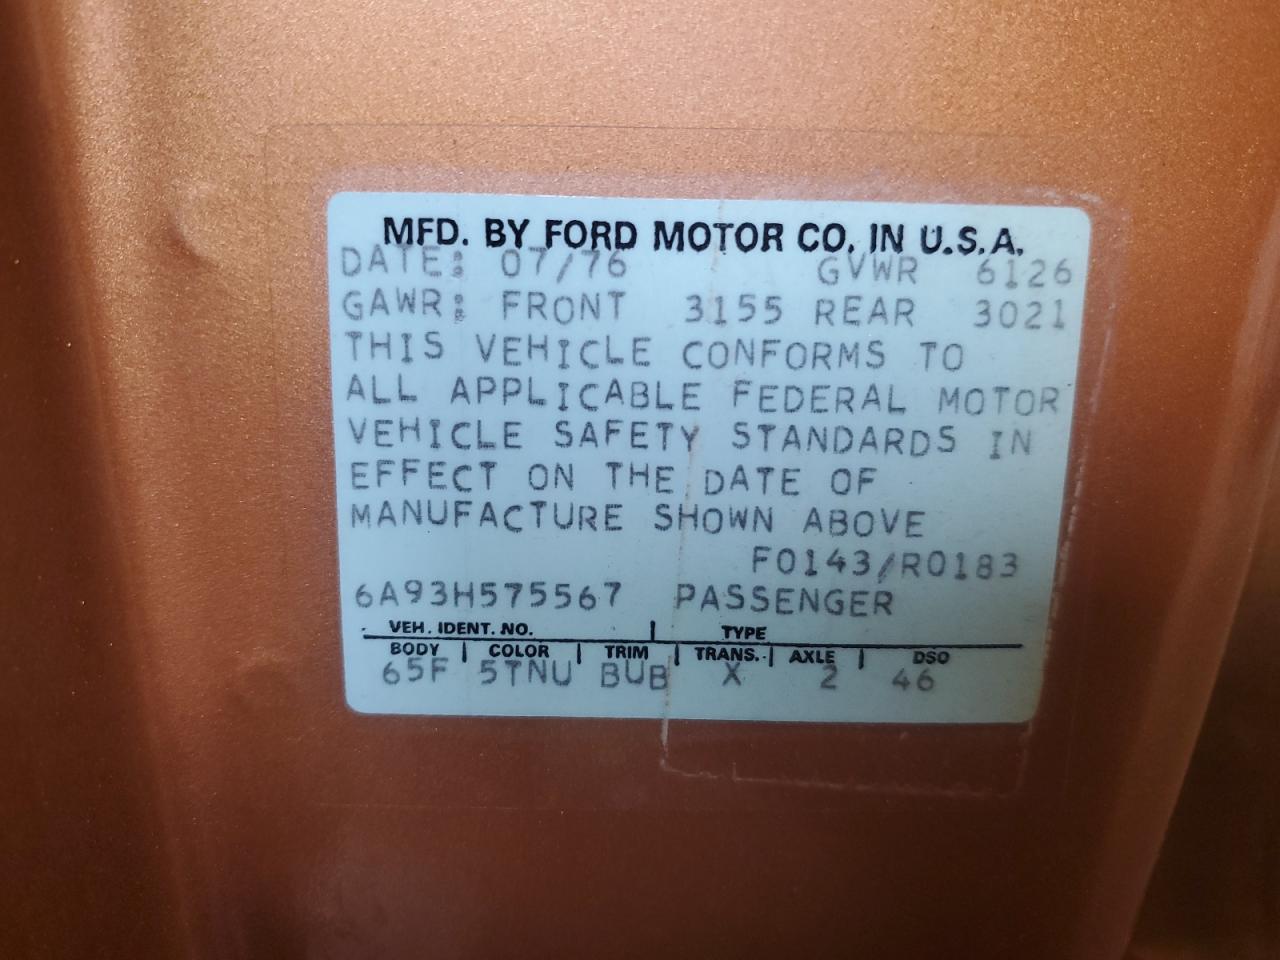 MFD. BY FORD MOTOR CO. IN U.S.A.
DATE: 07/76 GVWR 6126
GAWR: FRONT 3155 REAR 3021
THIS VEHICLE CONFORMS TO
ALL APPLICABLE FEDERAL MOTOR
VEHICLE SAFETY STANDARDS IN
EFFECT ON THE DATE OF
MANUFACTURE SHOWN ABOVE
F0143/R0183
6A93H575567 PASSENGER
VEH. IDENT. NO. | TYPE
BODY | COLOR | TRIM | TRANS. | AXLE | DSO
65F 5TNU BUB X 2 46